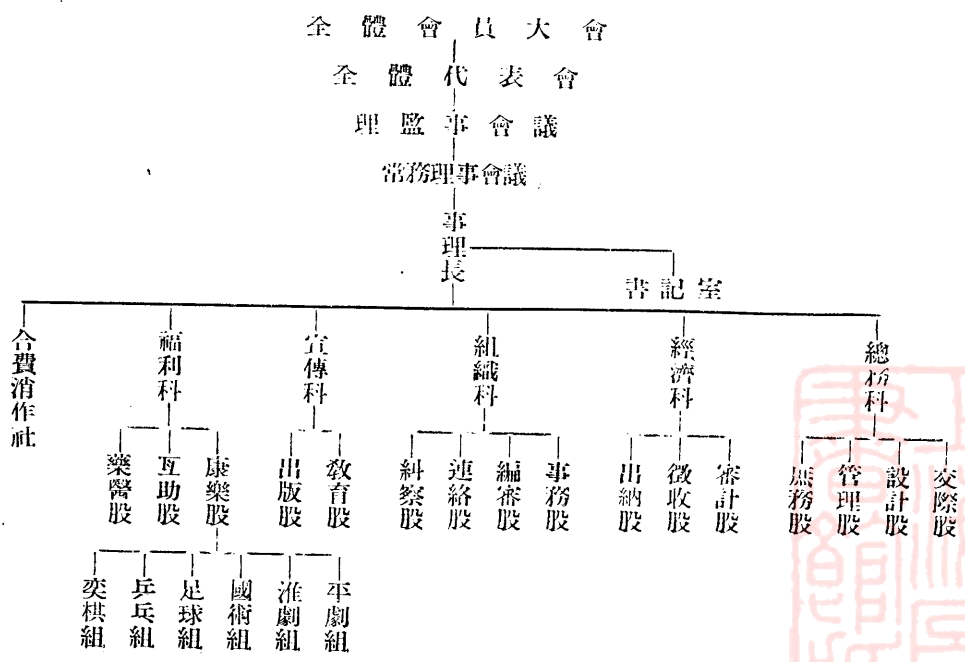 全體會員大會
全體代表會
理監事會議
常務理事會議
事理長
書記室
總務科
經濟科
組織科
宣傳科
福利科
合費消作社
交際股
設計股
管理股
庶務股
審計股
徵收股
出納股
事務股
編審股
連絡股
糾察股
教育股
出版股
康樂股
互助股
藥醫股
平劇組
淮劇組
國術組
足球組
乒乓組
奕棋組